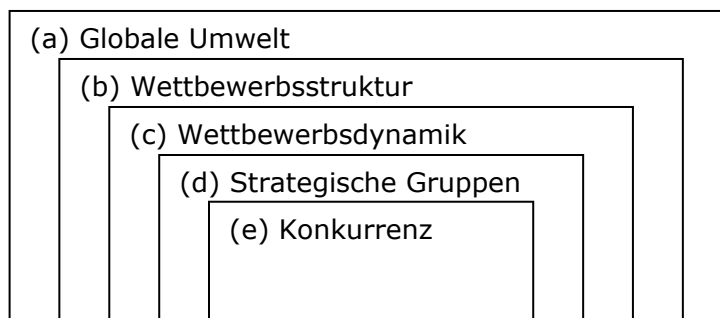 (a) Globale Umwelt
(b) Wettbewerbsstruktur
(c) Wettbewerbsdynamik
(d) Strategische Gruppen
(e) Konkurrenz